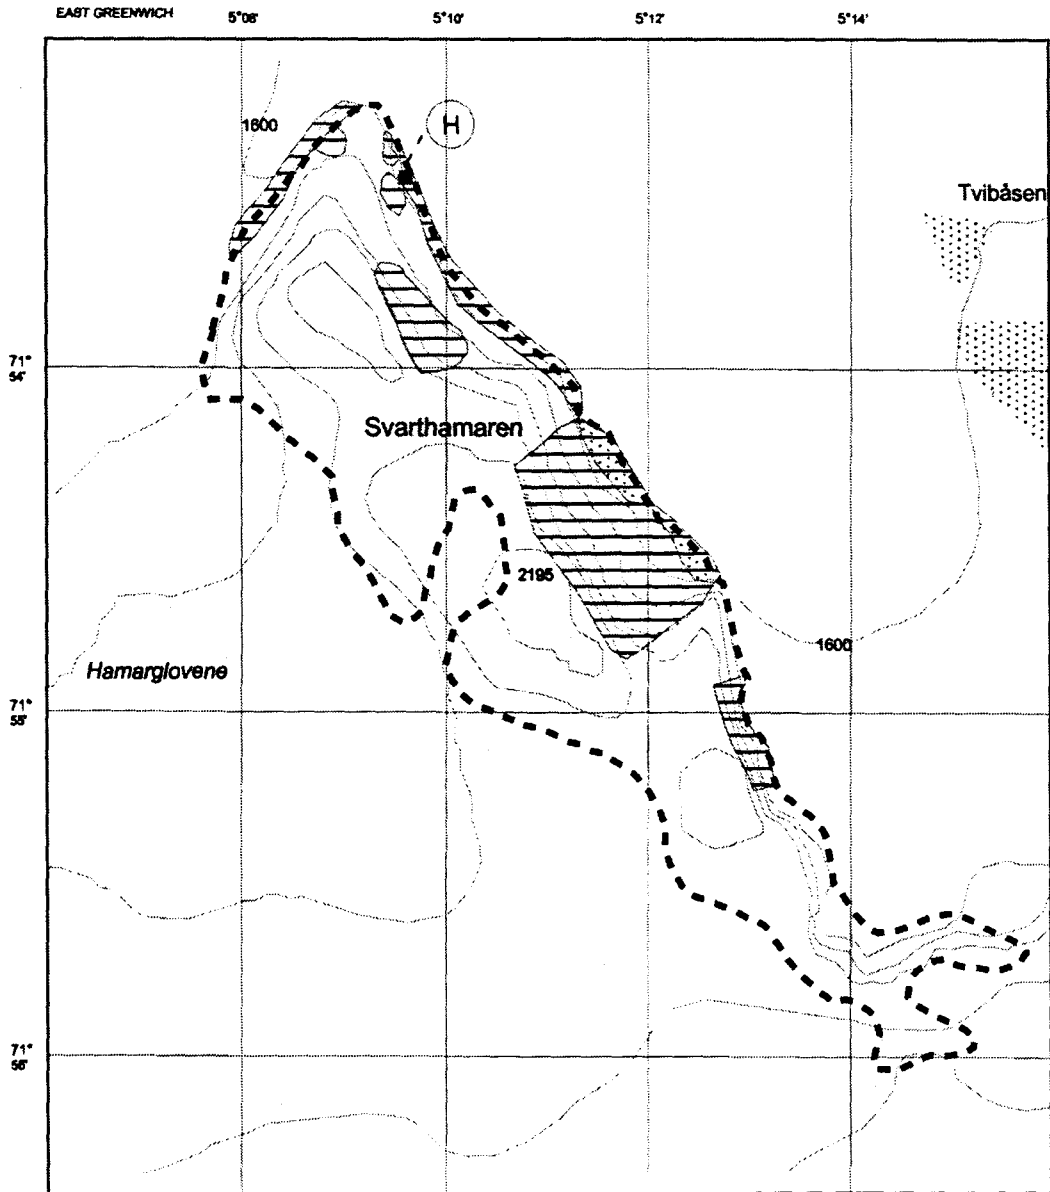 EAST GREENWICH
5°08' 5°10' 5°12' 5°14'
1600
H
Tvibåsen
71°
54'
Svarthamaren
2195
1600
Hamarglovene
71°
55'
71°
56'